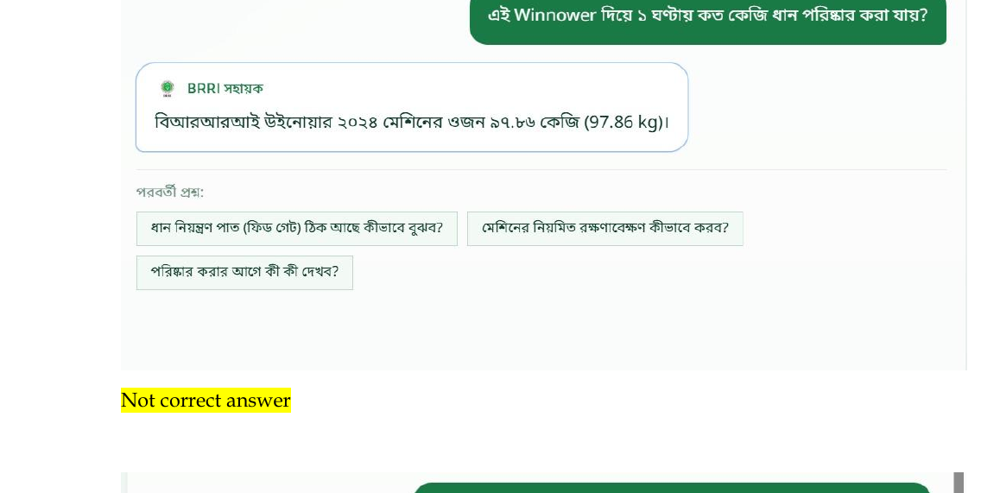 এই Winnower দিয়ে ১ ঘণ্টায় কত কেজি ধান পরিষ্কার করা যায়?
BRRI সহায়ক
বিআরআরআই উইনোয়ার ২০২৪ মেশিনের ওজন ৯৭.৮৬ কেজি (97.86 kg)।
পরবর্তী প্রশ্ন:
ধান নিয়ন্ত্রণ পাত (ফিড গেট) ঠিক আছে কীভাবে বুঝব?
মেশিনের নিয়মিত রক্ষণাবেক্ষণ কীভাবে করব?
পরিষ্কার করার আগে কী কী দেখব?
Not correct answer